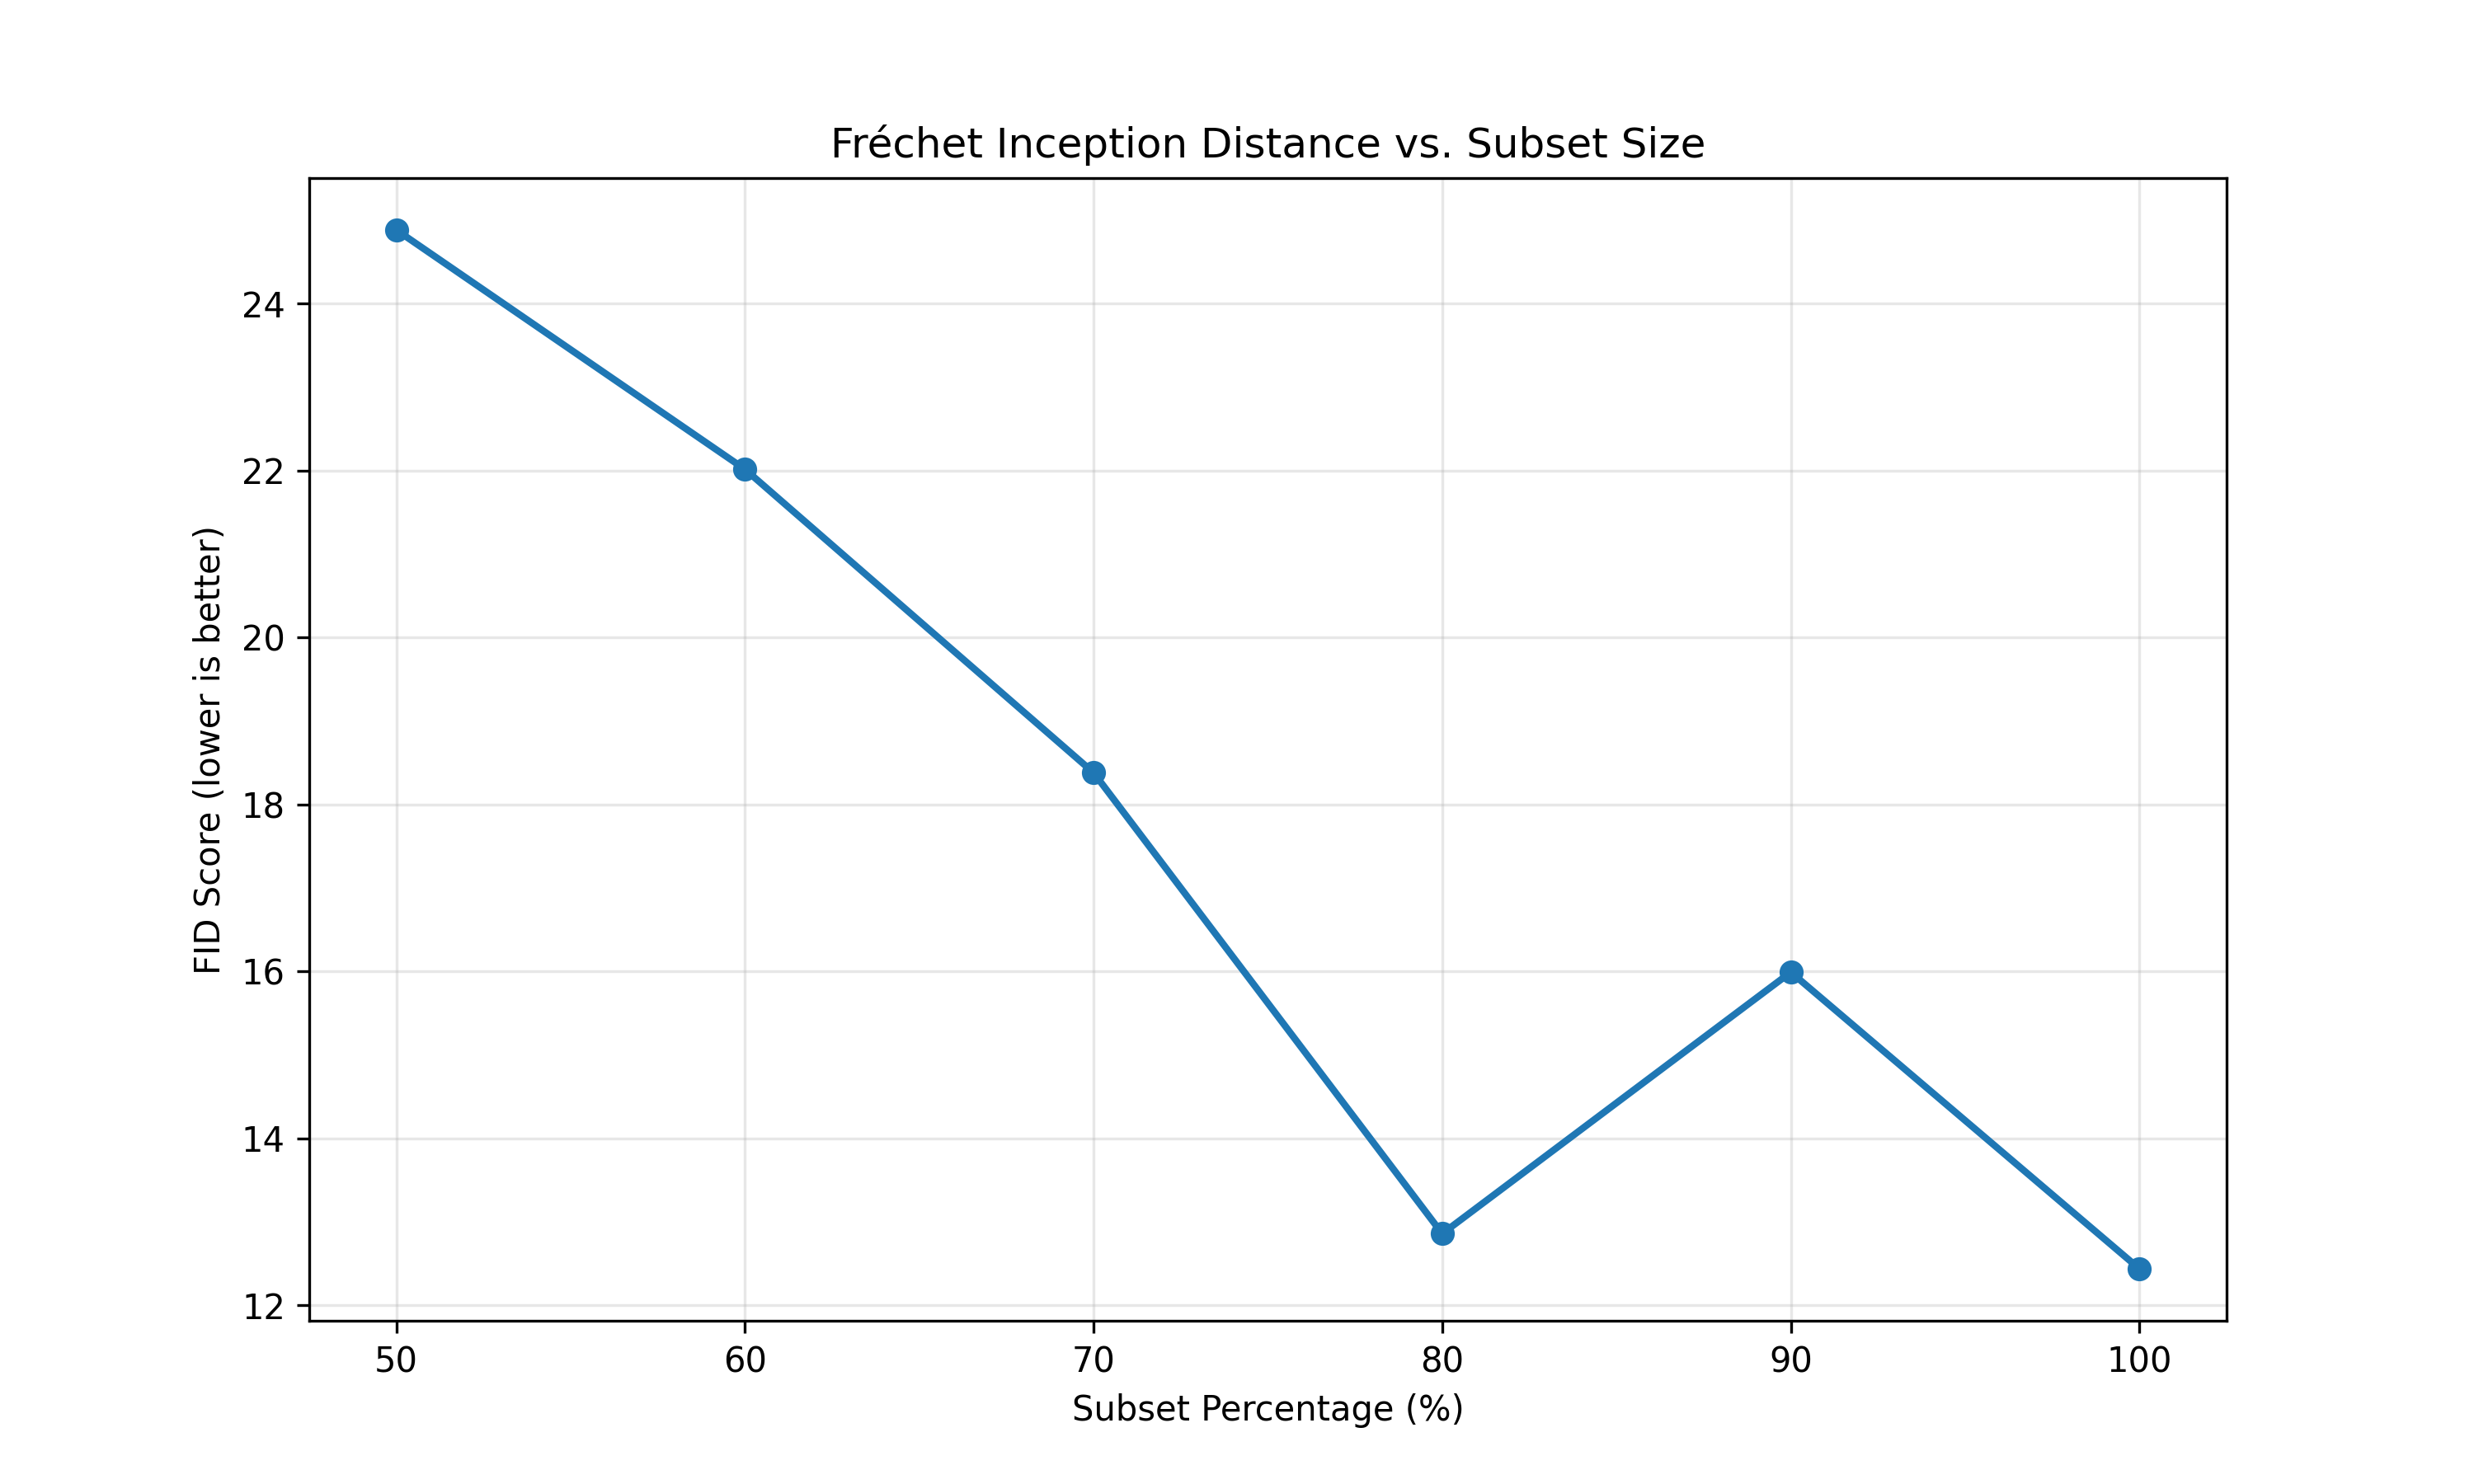 Fréchet Inception Distance vs. Subset Size
FID Score (lower is better)
24
22
20
18
16
14
12
50 60 70 80 90 100
Subset Percentage (%)